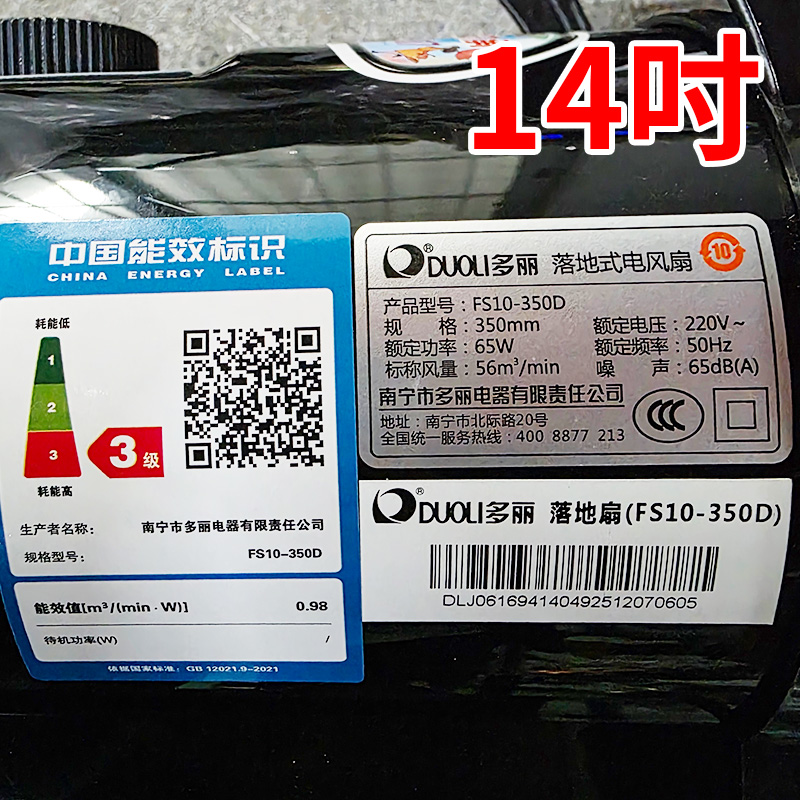 14吋
中国能效标识
CHINA ENERGY LABEL
耗能低
1
2
3
3级
耗能高
生产者名称: 南宁市多丽电器有限责任公司
规格型号: FS10-350D
能效值[m³/(min·W)] 0.98
待机功率(W) /
依据国家标准: GB 12021.9-2021
DUOLI多丽® 落地式电风扇 10
产品型号: FS10-350D
规 格: 350mm 额定电压: 220V~
额定功率: 65W 额定频率: 50Hz
标称风量: 56m³/min 噪 声: 65dB(A)
南宁市多丽电器有限责任公司
地址: 南宁市北际路20号
全国统一服务热线: 400 8877 213
CCC
DUOLI多丽® 落地扇(FS10-350D)
DLJ061694140492512070605